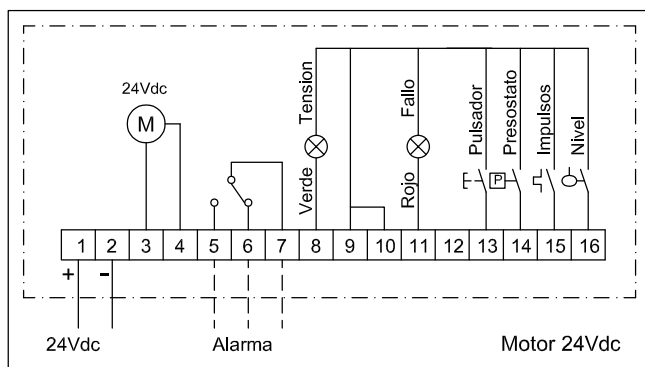 24Vdc
M
Tension
Verde
Fallo
Rojo
Pulsador
Presostato
Impulsos
Nivel
P
1 2 3 4 5 6 7 8 9 10 11 12 13 14 15 16
+ -
24Vdc
Alarma
Motor 24Vdc